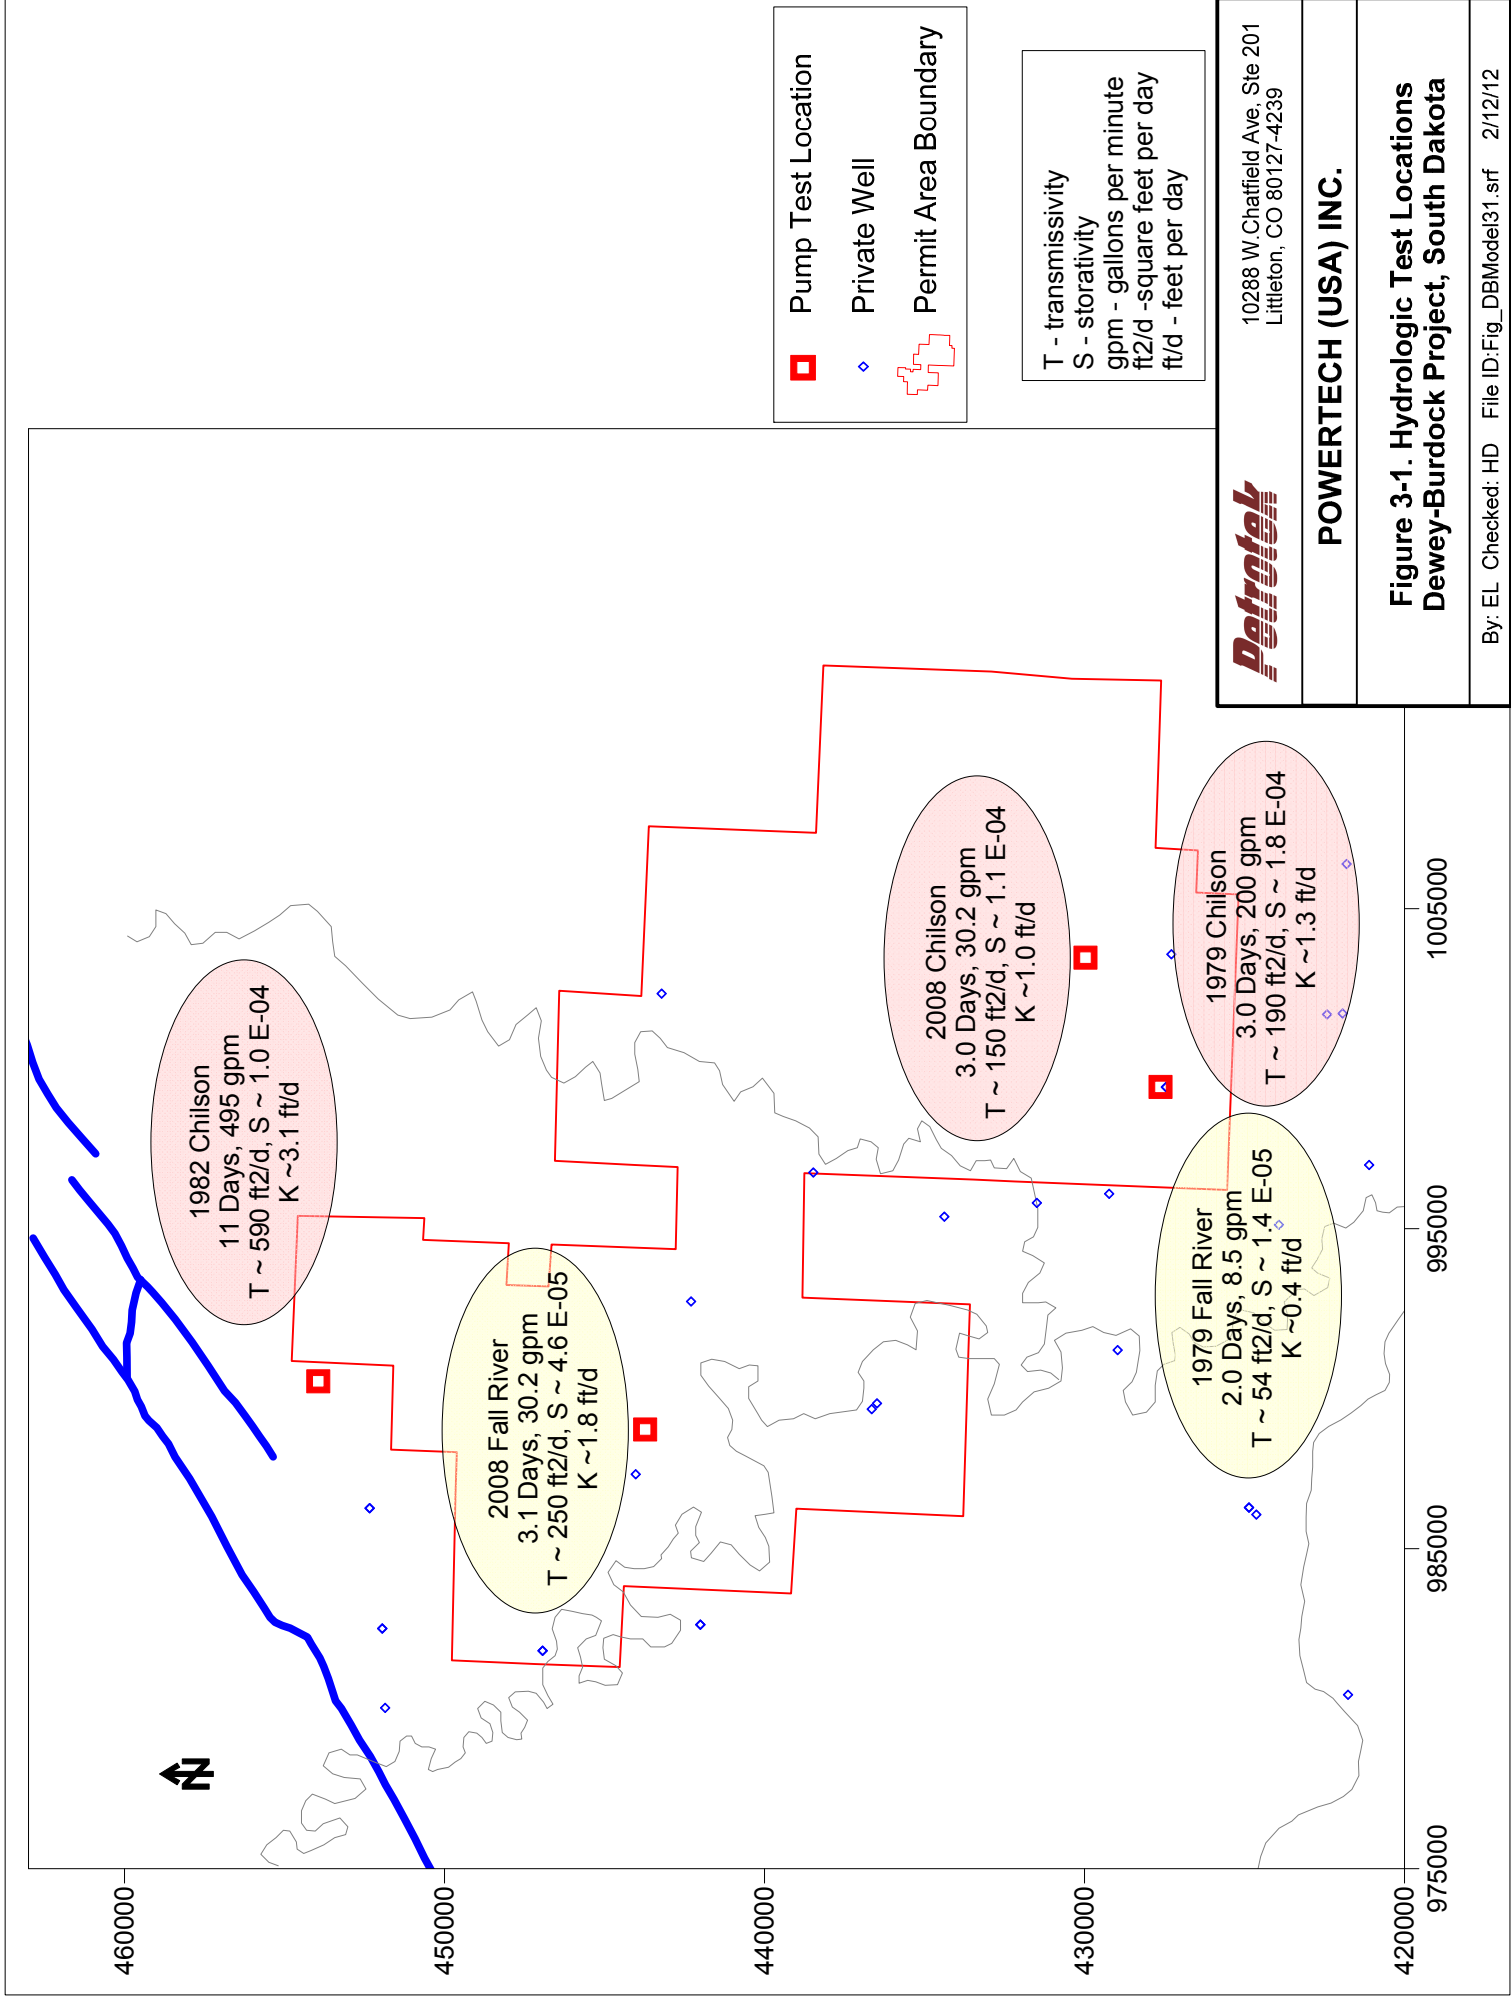 460000
450000
440000
430000
420000
975000
985000
995000
1005000
N
1982 Chilson
11 Days, 495 gpm
T ~ 590 ft2/d, S ~ 1.0 E-04
K ~3.1 ft/d
2008 Fall River
3.1 Days, 30.2 gpm
T ~ 250 ft2/d, S ~ 4.6 E-05
K ~1.8 ft/d
2008 Chilson
3.0 Days, 30.2 gpm
T ~ 150 ft2/d, S ~ 1.1 E-04
K ~1.0 ft/d
1979 Fall River
2.0 Days, 8.5 gpm
T ~ 54 ft2/d, S ~ 1.4 E-05
K ~0.4 ft/d
1979 Chilson
3.0 Days, 200 gpm
T ~ 190 ft2/d, S ~ 1.8 E-04
K ~1.3 ft/d
Pump Test Location
Private Well
Permit Area Boundary
T - transmissivity
S - storativity
gpm - gallons per minute
ft2/d -square feet per day
ft/d - feet per day
Petrotek
10288 W.Chatfield Ave, Ste 201
Littleton, CO 80127-4239
POWERTECH (USA) INC.
Figure 3-1. Hydrologic Test Locations
Dewey-Burdock Project, South Dakota
By: EL Checked: HD File ID:Fig_DBModel31.srf 2/12/12